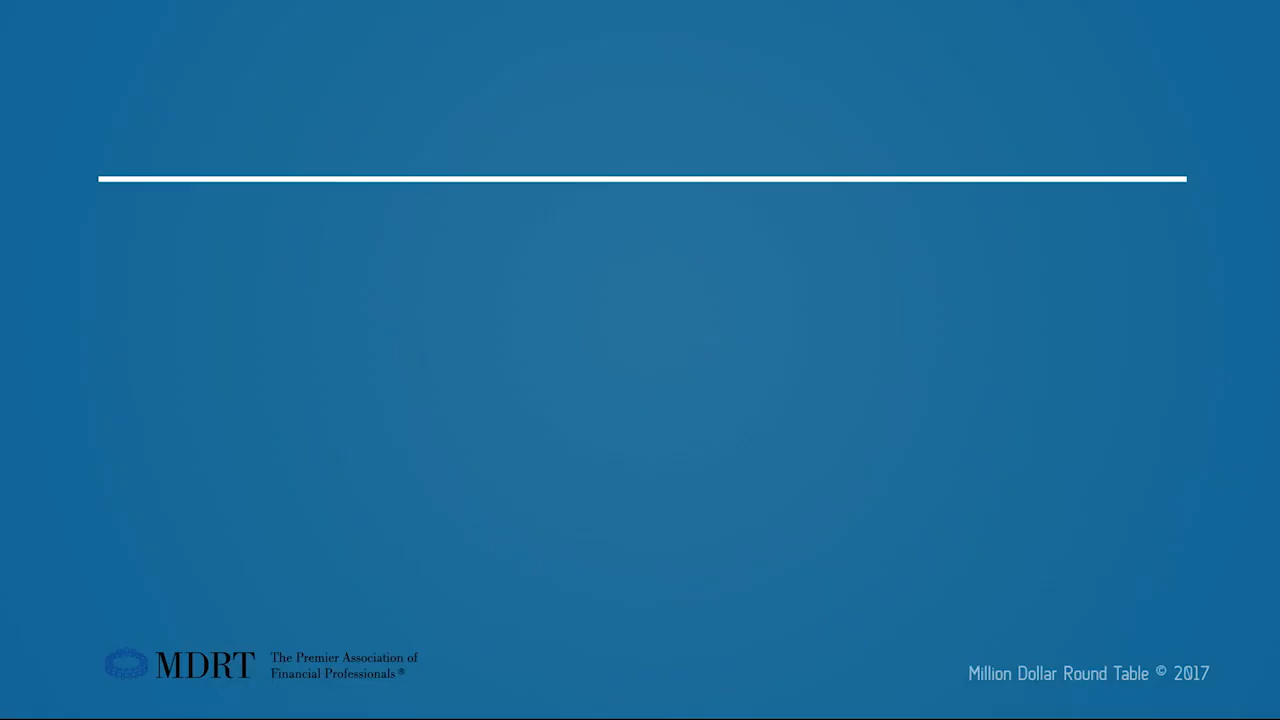 MDRT
The Premier Association of
Financial Professionals ®
Million Dollar Round Table © 2017